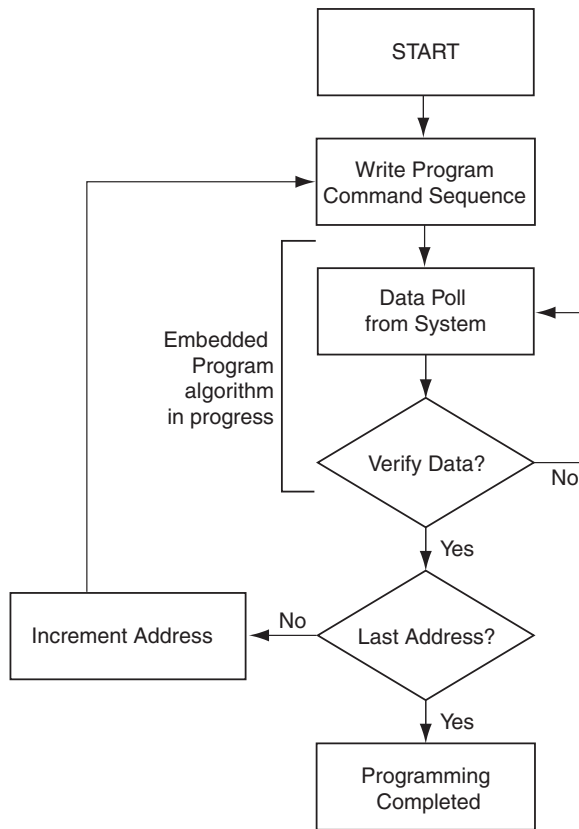 START
Write Program
Command Sequence
Data Poll
from System
Embedded
Program
algorithm
in progress
Verify Data?
No
Yes
Last Address?
No
Increment Address
Yes
Programming
Completed